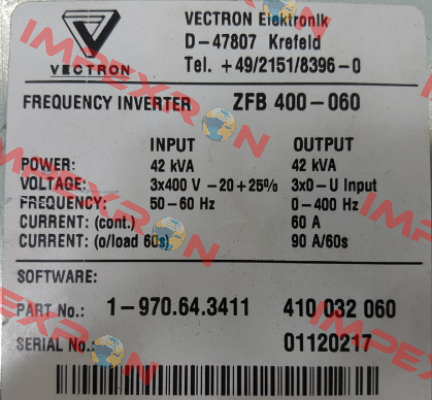 VECTRON Elektronik
D-47807 Krefeld
VECTRON Tel. +49/2151/8396-0
FREQUENCY INVERTER ZFB 400-060
INPUT OUTPUT
POWER: 42 kVA 42 kVA
VOLTAGE: 3x400 V -20+25% 3x0-U Input
FREQUENCY: 50-60 Hz 0-400 Hz
CURRENT: (cont.) 60 A
CURRENT: (o/load 60s) 90 A/60s
SOFTWARE:
PART No.: 1-970.64.3411 410 032 060
SERIAL No.: 01120217
IMPEXRON
IMPEXRON
IMPEXRON
IMPEXRON